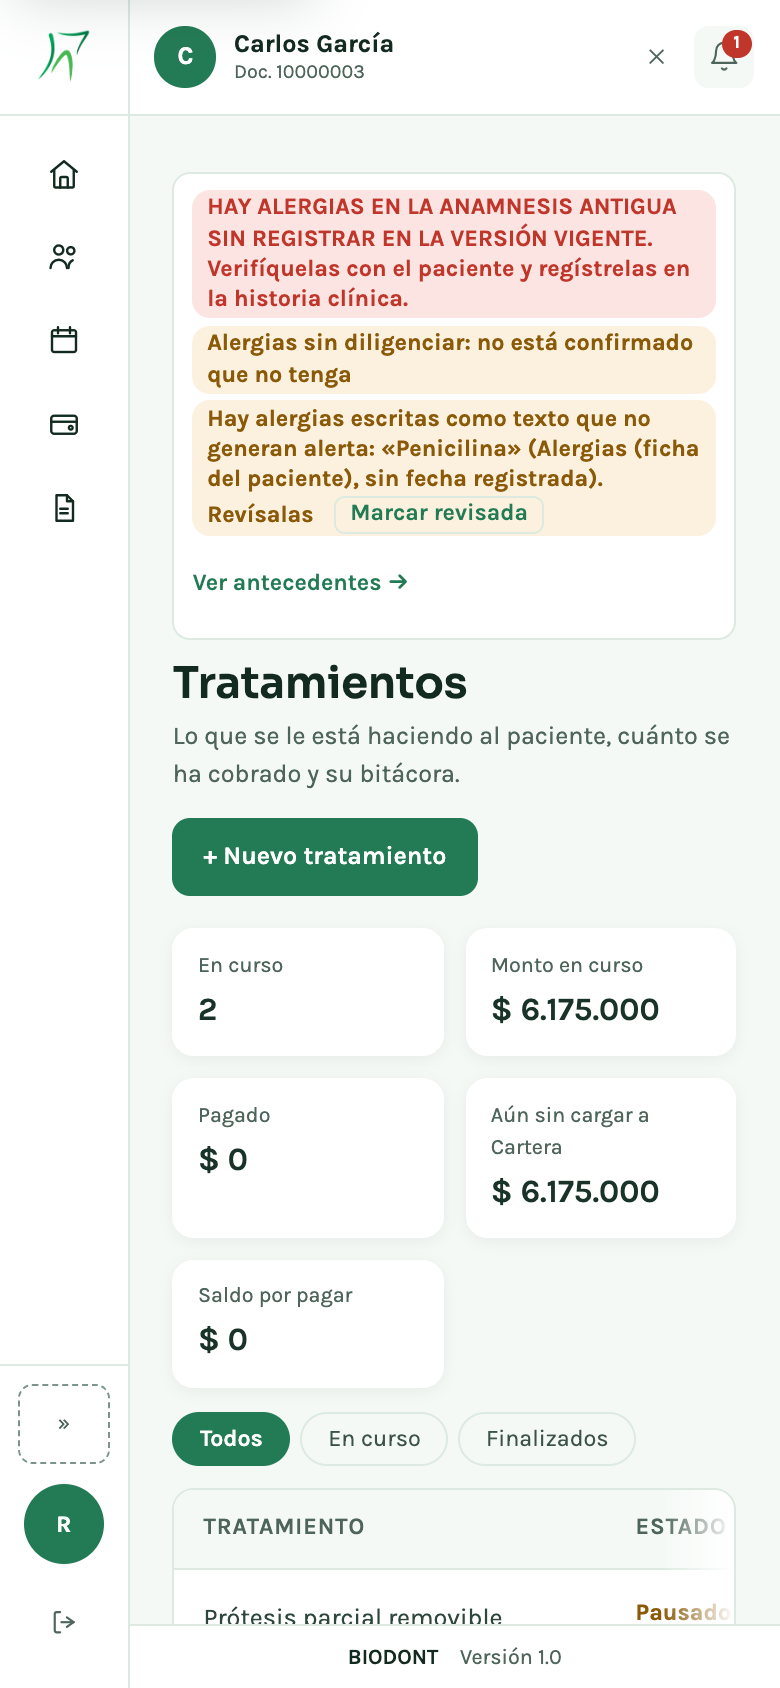 C
Carlos García
Doc. 10000003
1
HAY ALERGIAS EN LA ANAMNESIS ANTIGUA
SIN REGISTRAR EN LA VERSIÓN VIGENTE.
Verifíquelas con el paciente y regístrelas en
la historia clínica.
Alergias sin diligenciar: no está confirmado
que no tenga
Hay alergias escritas como texto que no
generan alerta: «Penicilina» (Alergias (ficha
del paciente), sin fecha registrada).
Revísalas Marcar revisada
Ver antecedentes →
Tratamientos
Lo que se le está haciendo al paciente, cuánto se
ha cobrado y su bitácora.
+ Nuevo tratamiento
En curso
2
Monto en curso
$ 6.175.000
Pagado
$ 0
Aún sin cargar a
Cartera
$ 6.175.000
Saldo por pagar
$ 0
Todos En curso Finalizados
TRATAMIENTO ESTADO
Prótesis parcial removible Pausado
»
R
BIODONT Versión 1.0